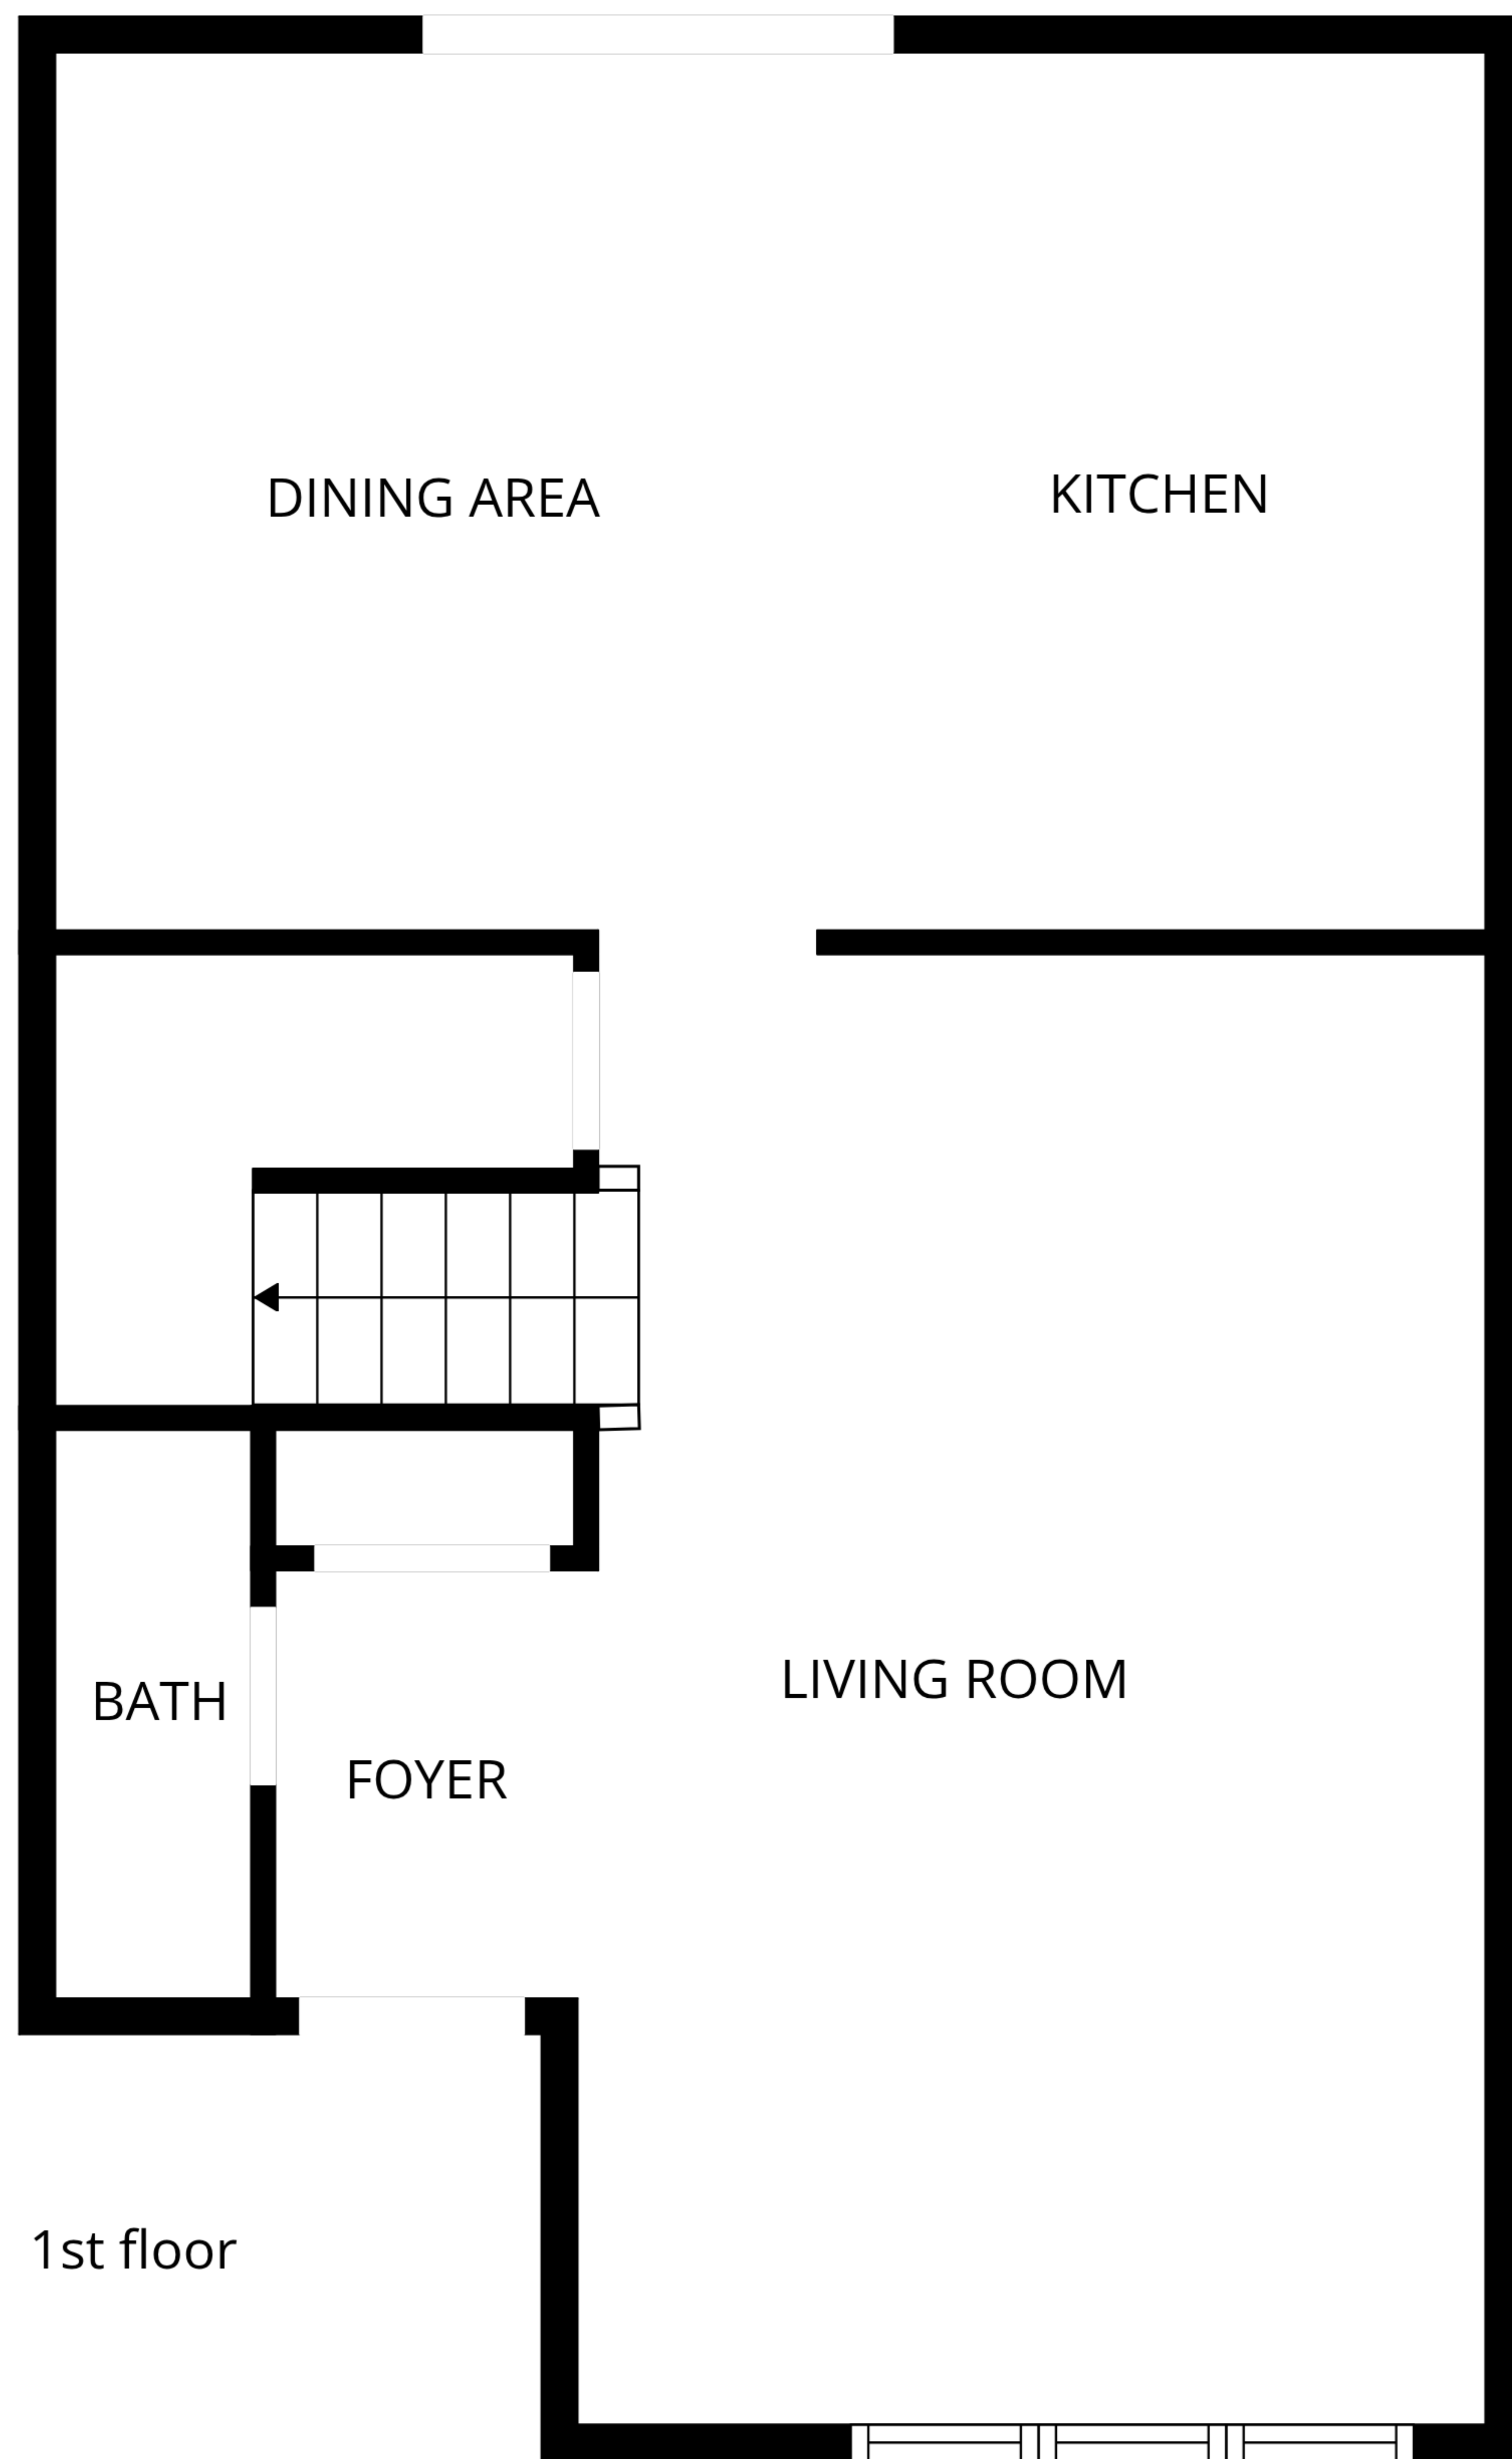 DINING AREA
KITCHEN
LIVING ROOM
BATH
FOYER
1st floor